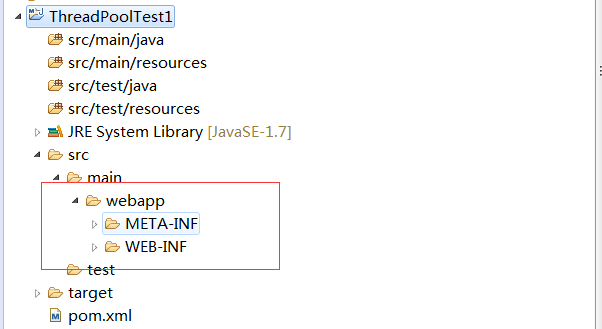 ThreadPoolTest1
src/main/java
src/main/resources
src/test/java
src/test/resources
JRE System Library [JavaSE-1.7]
src
main
webapp
META-INF
WEB-INF
test
target
pom.xml